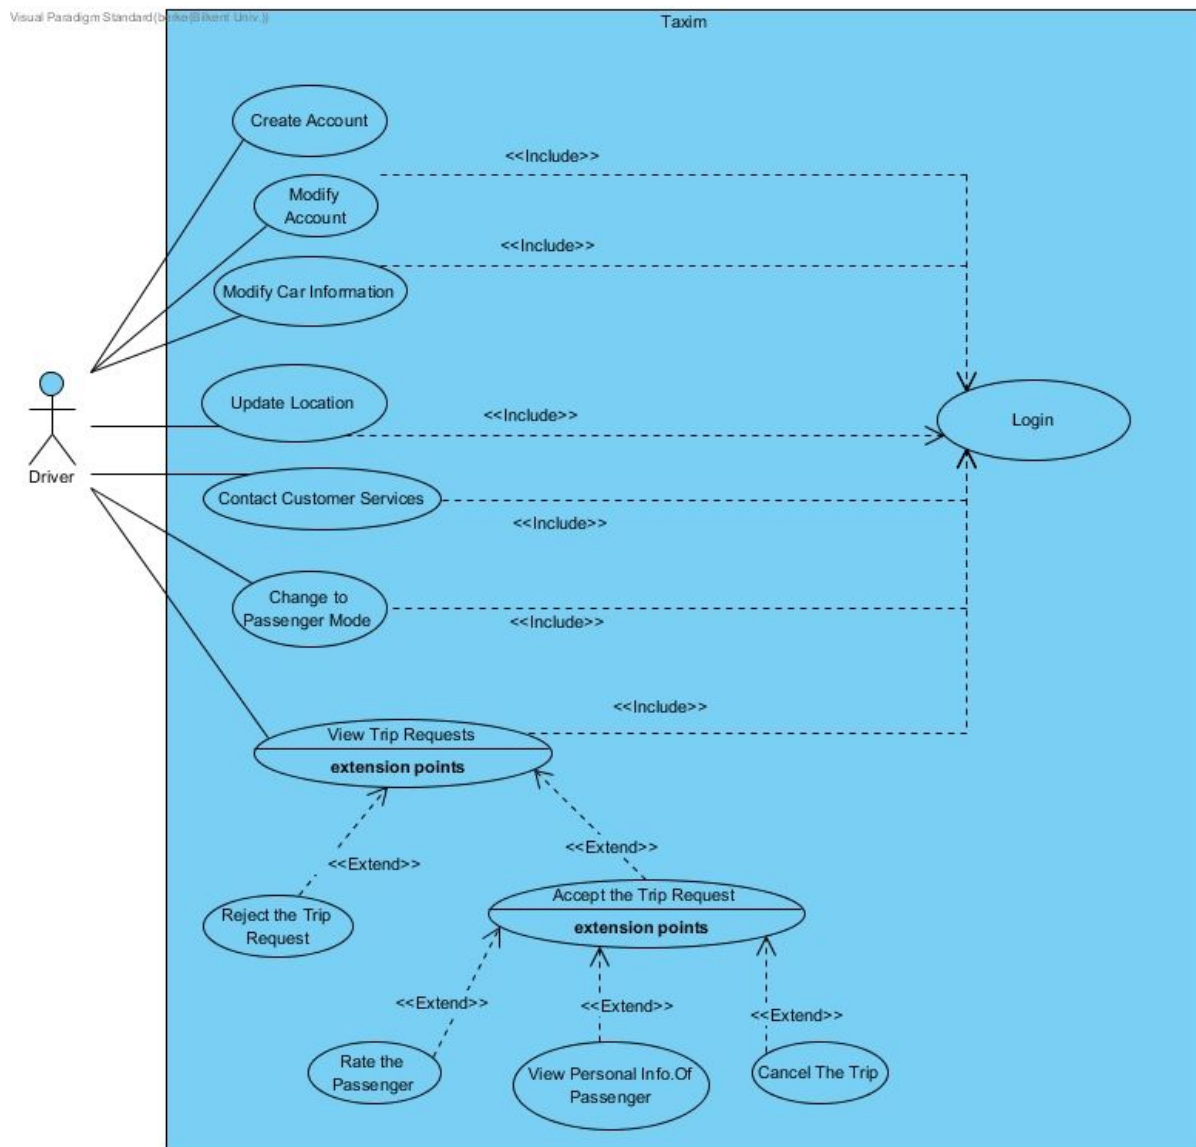 Visual Paradigm Standard(berke(Bilkent Univ.))
Taxim
Create Account
<<Include>>
Modify
Account
<<Include>>
Modify Car Information
Update Location
<<Include>>
Login
Driver
Contact Customer Services
<<Include>>
Change to
Passenger Mode
<<Include>>
<<Include>>
View Trip Requests
extension points
<<Extend>>
<<Extend>>
Accept the Trip Request
extension points
Reject the Trip
Request
<<Extend>>
<<Extend>>
<<Extend>>
Rate the
Passenger
View Personal Info.Of
Passenger
Cancel The Trip